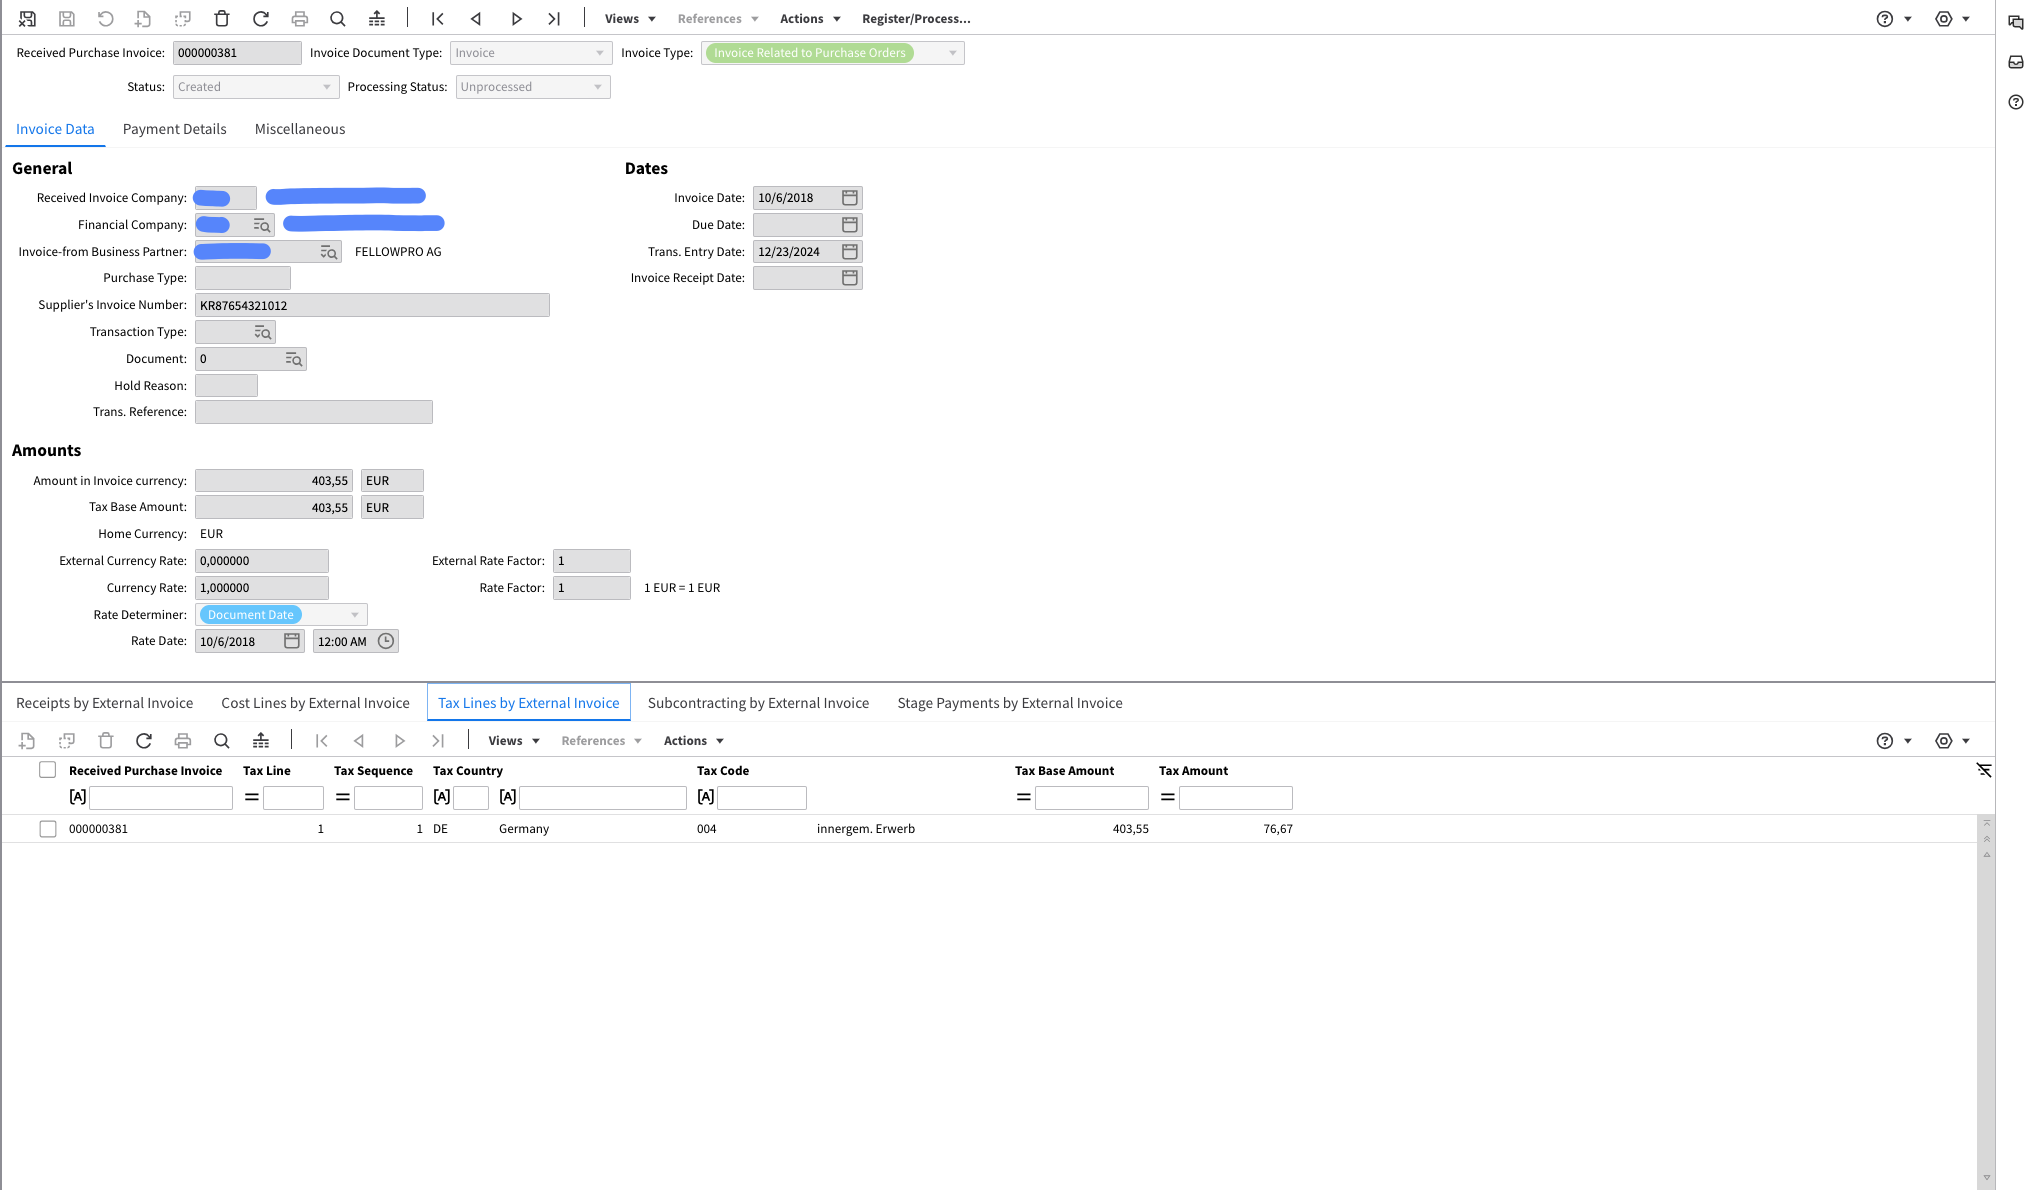 Views References Actions Register/Process...
Received Purchase Invoice: 000000381 Invoice Document Type: Invoice Invoice Type: Invoice Related to Purchase Orders
Status: Created Processing Status: Unprocessed
Invoice Data Payment Details Miscellaneous
General
Received Invoice Company:
Financial Company:
Invoice-from Business Partner: FELLOWPRO AG
Purchase Type:
Supplier's Invoice Number: KR87654321012
Transaction Type:
Document: 0
Hold Reason:
Trans. Reference:
Dates
Invoice Date: 10/6/2018
Due Date:
Trans. Entry Date: 12/23/2024
Invoice Receipt Date:
Amounts
Amount in Invoice currency: 403,55 EUR
Tax Base Amount: 403,55 EUR
Home Currency: EUR
External Currency Rate: 0,000000 External Rate Factor: 1
Currency Rate: 1,000000 Rate Factor: 1 1 EUR = 1 EUR
Rate Determiner: Document Date
Rate Date: 10/6/2018 12:00 AM
Receipts by External Invoice Cost Lines by External Invoice Tax Lines by External Invoice Subcontracting by External Invoice Stage Payments by External Invoice
Views References Actions
Received Purchase Invoice Tax Line Tax Sequence Tax Country Tax Code Tax Base Amount Tax Amount
[A] = = [A] [A] [A] = =
000000381 1 1 DE Germany 004 innergem. Erwerb 403,55 76,67